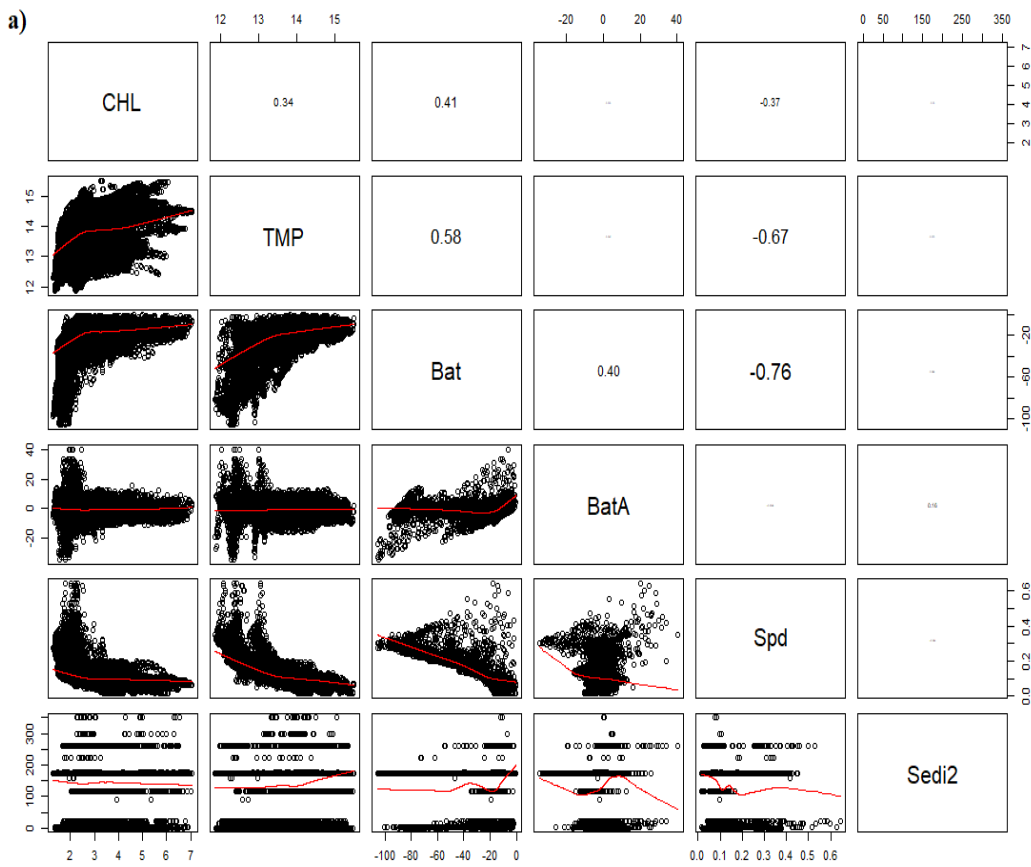 a)
12 13 14 15
-20 0 20 40
0 50 150 250 350
CHL 0.34 0.41 -0.37
1 2 3 4 5 6 7
12 13 14 15
TMP 0.58 -0.67
Bat 0.40 -0.76
-100 -60 -20
-20 0 20 40
BatA 0.16
Spd
0.0 0.2 0.4 0.6
0 100 200 300
Sedi2
2 3 4 5 6 7
-100 -80 -60 -40 -20 0
0.0 0.1 0.2 0.3 0.4 0.5 0.6